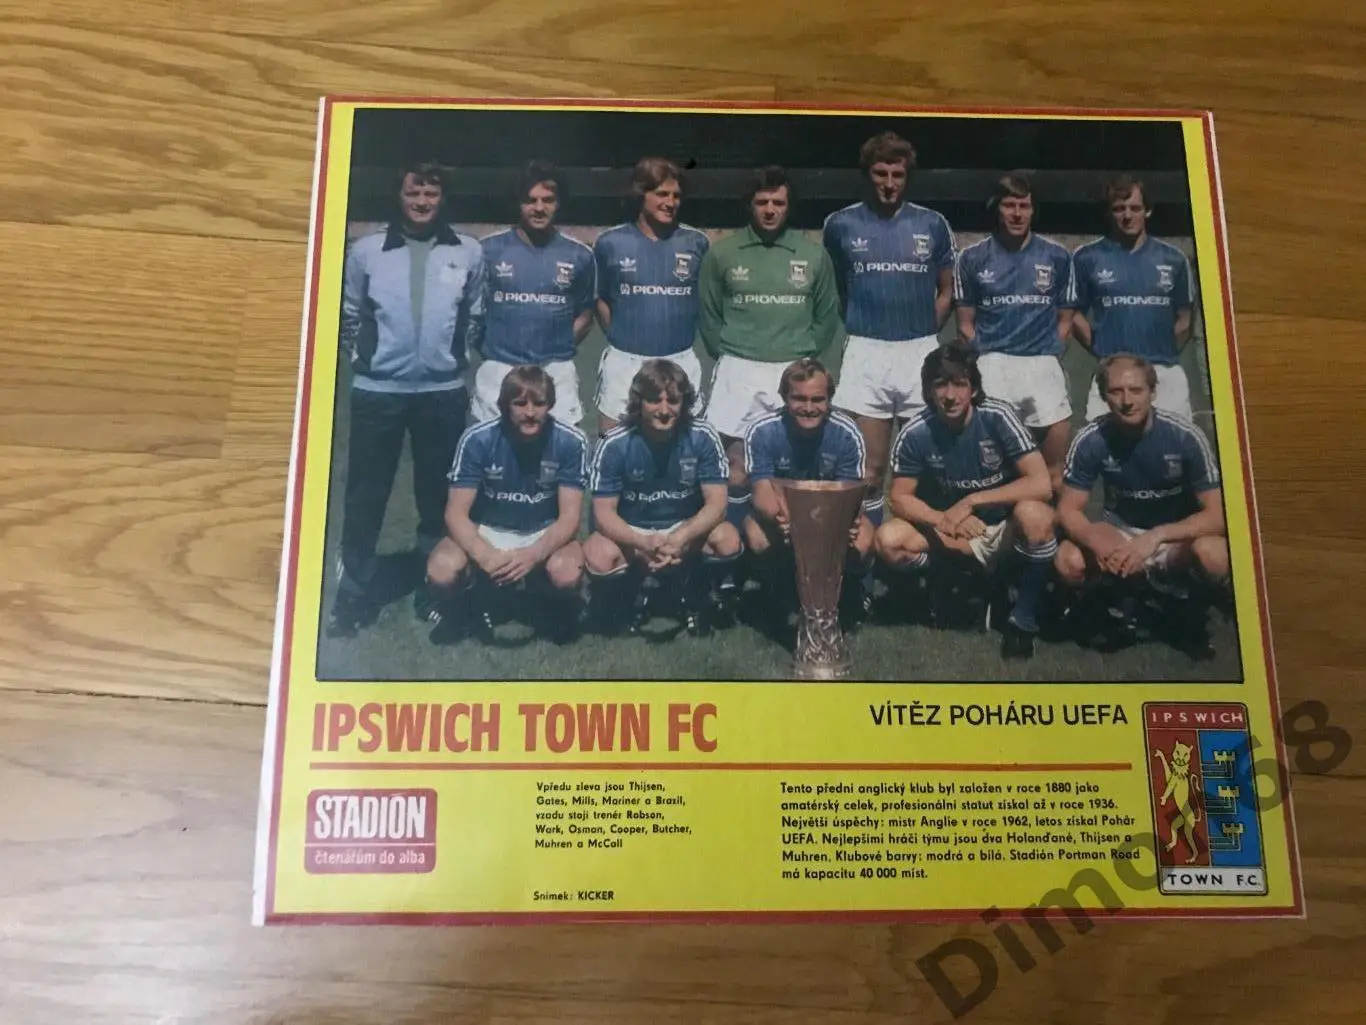 PIONEER
PIONEER
PIONEER
PIONEER
PIONEER
PIONEER
PIONEER
PIONEER
PIONEER
IPSWICH TOWN FC
VÍTĚZ POHÁRU UEFA
IPSWICH
TOWN F.C.
STADIÓN
čtenářům do alba
Vpředu zleva jsou Thijsen,
Gates, Mills, Mariner a Brazil,
vzadu stojí trenér Robson,
Wark, Osman, Cooper, Butcher,
Muhren a McCall
Snímek: KICKER
Tento přední anglický klub byl založen v roce 1880 jako
amatérský celek, profesionální statut získal až v roce 1936.
Největší úspěchy: mistr Anglie v roce 1962, letos získal Pohár
UEFA. Nejlepšími hráči týmu jsou dva Holanďané, Thijsen a
Muhren. Klubové barvy: modrá a bílá. Stadión Portman Road
má kapacitu 40 000 míst.
Dimon68